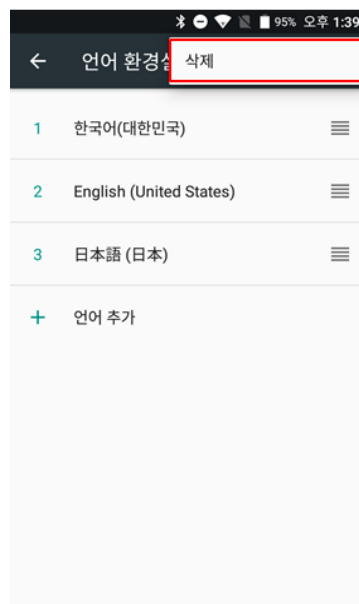 95% 오후 1:39
언어 환경설
삭제
1 한국어(대한민국)
2 English (United States)
3 日本語 (日本)
+ 언어 추가